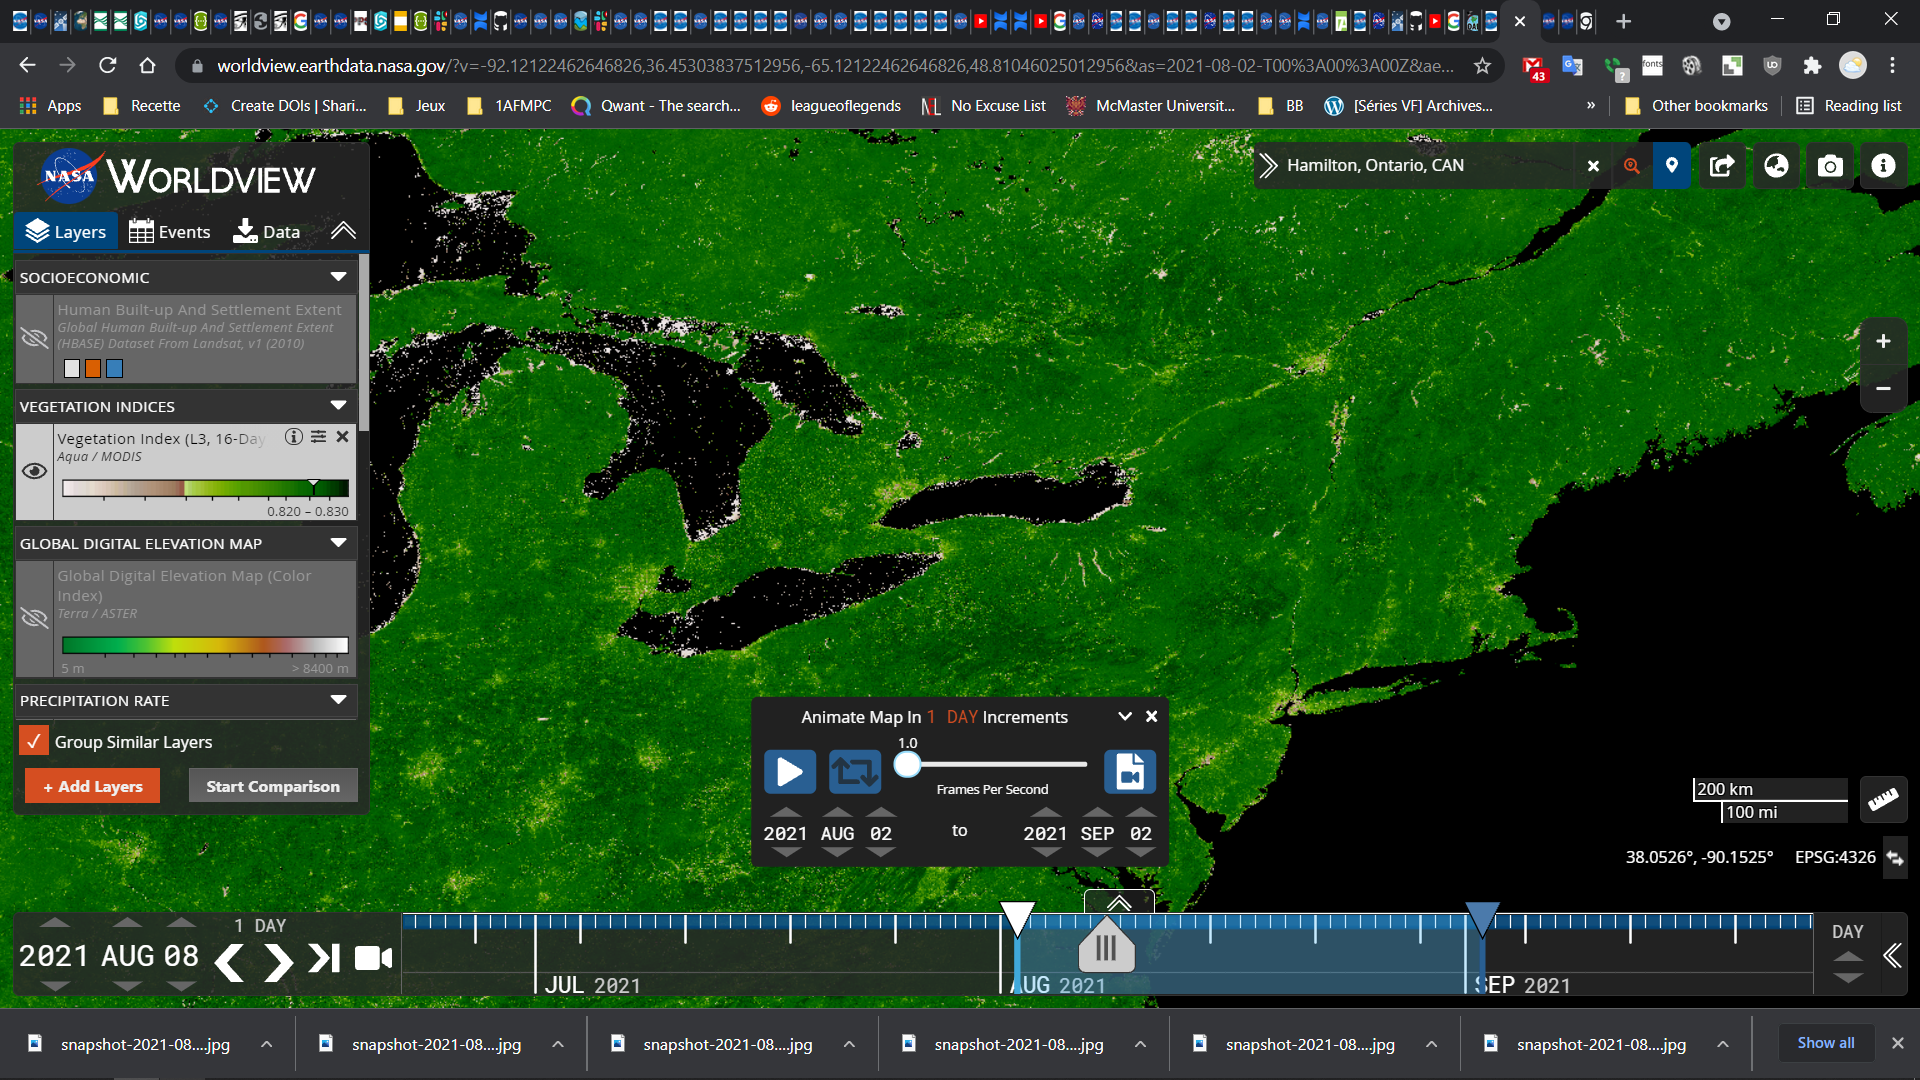 worldview.earthdata.nasa.gov/?v=-92.12122462646826,36.45303837512956,-65.12122462646826,48.81046025012956&as=2021-08-02-T00%3A00%3A00Z&ae...
43
?
fonts
Apps
Recette
Create DOIs | Shari...
Jeux
1AFMPC
Qwant - The search...
leagueoflegends
No Excuse List
McMaster Universit...
BB
[Séries VF] Archives...
»
Other bookmarks
Reading list
NASA WORLDVIEW
Layers
Events
Data
Hamilton, Ontario, CAN
SOCIOECONOMIC
Human Built-up And Settlement Extent
Global Human Built-up And Settlement Extent
(HBASE) Dataset From Landsat, v1 (2010)
VEGETATION INDICES
Vegetation Index (L3, 16-Day
Aqua / MODIS
0.820 – 0.830
GLOBAL DIGITAL ELEVATION MAP
Global Digital Elevation Map (Color
Index)
Terra / ASTER
5 m
> 8400 m
PRECIPITATION RATE
Group Similar Layers
+ Add Layers
Start Comparison
Animate Map In 1 DAY Increments
1.0
Frames Per Second
2021 AUG 02
to
2021 SEP 02
+
−
200 km
100 mi
38.0526°, -90.1525°
EPSG:4326
1 DAY
2021 AUG 08
JUL 2021
AUG 2021
SEP 2021
DAY
snapshot-2021-08....jpg
snapshot-2021-08....jpg
snapshot-2021-08....jpg
snapshot-2021-08....jpg
snapshot-2021-08....jpg
snapshot-2021-08....jpg
Show all